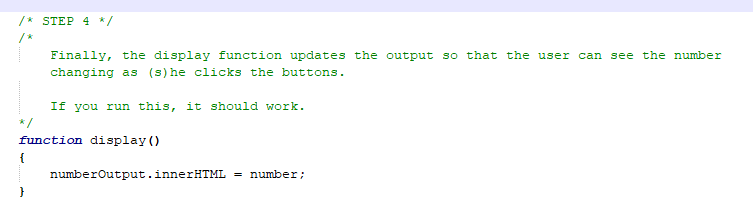 /* STEP 4 */
/*
Finally, the display function updates the output so that the user can see the number
changing as (s)he clicks the buttons.
If you run this, it should work.
*/
function display()
{
numberOutput.innerHTML = number;
}